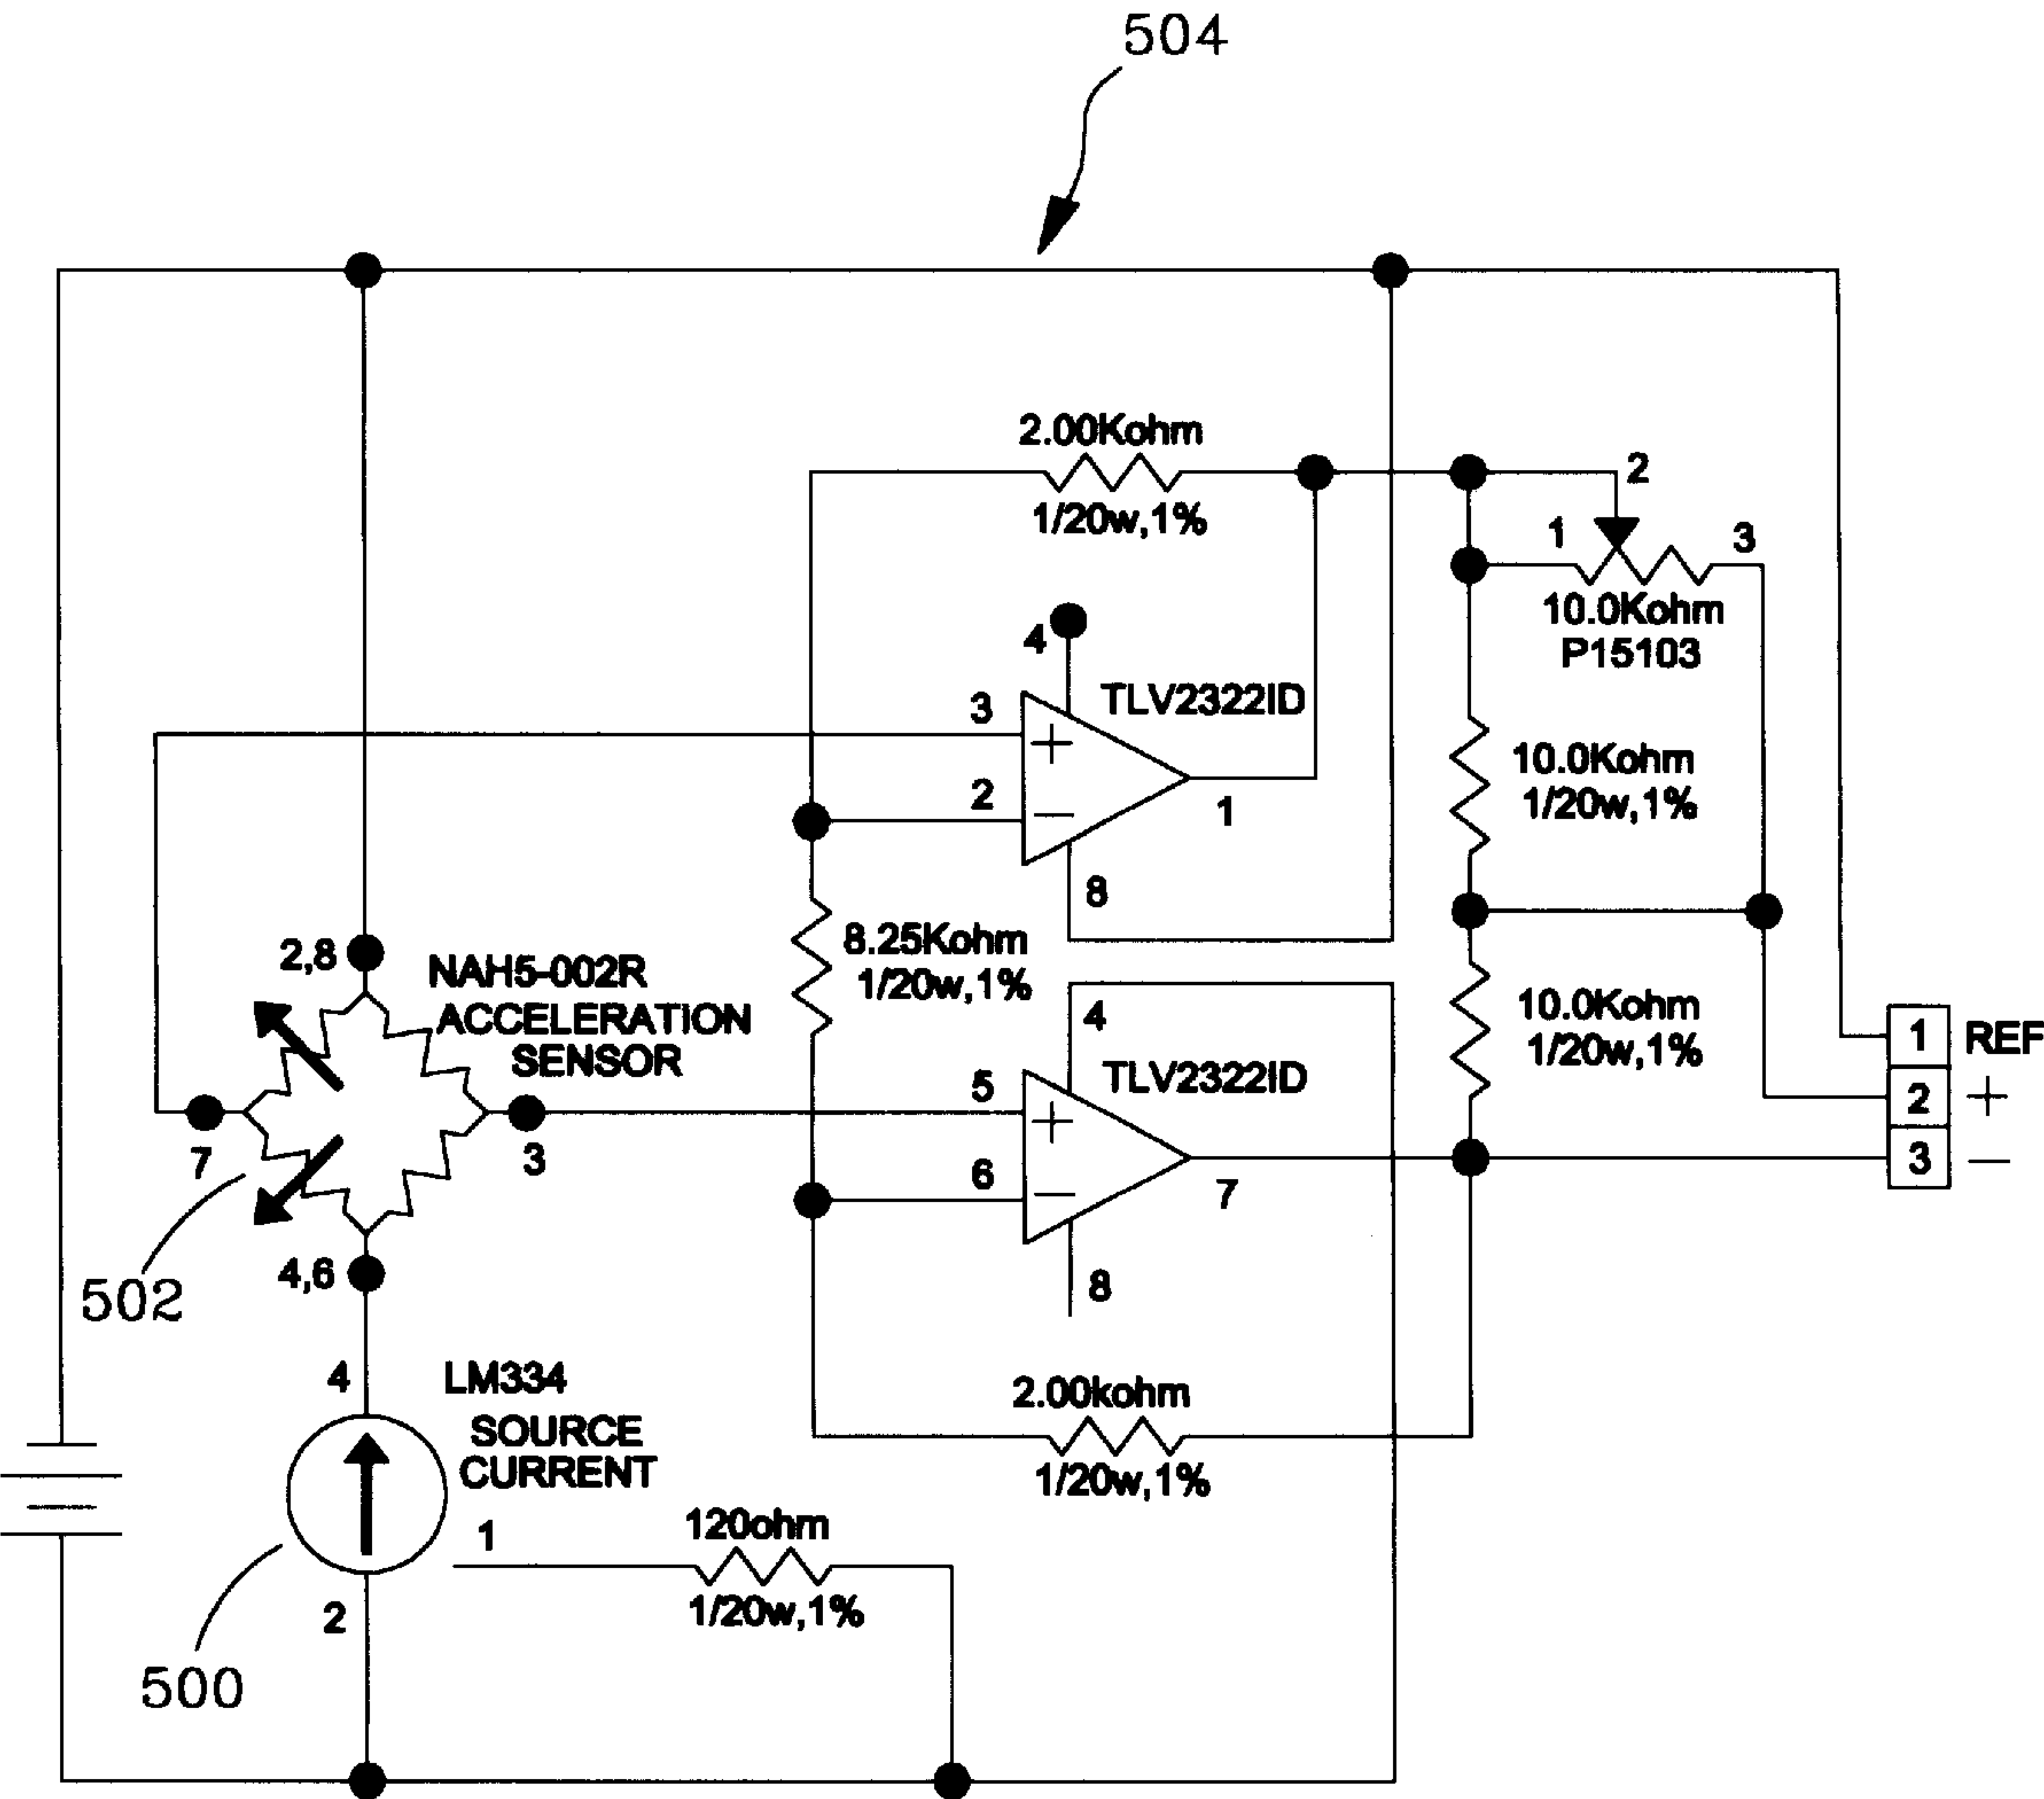 504
2.00Kohm
1/20w,1%
2
1
3
10.0Kohm
P15103
4
TLV2322ID
3
2
1
8
10.0Kohm
1/20w,1%
8.25Kohm
1/20w,1%
2,8
NAH5-002R
ACCELERATION
SENSOR
7
3
4,6
502
4
TLV2322ID
5
6
7
8
10.0Kohm
1/20w,1%
1 REF
2 +
3 −
+
−
+
−
2.00kohm
1/20w,1%
4
LM334
SOURCE
CURRENT
1
2
120ohm
1/20w,1%
500